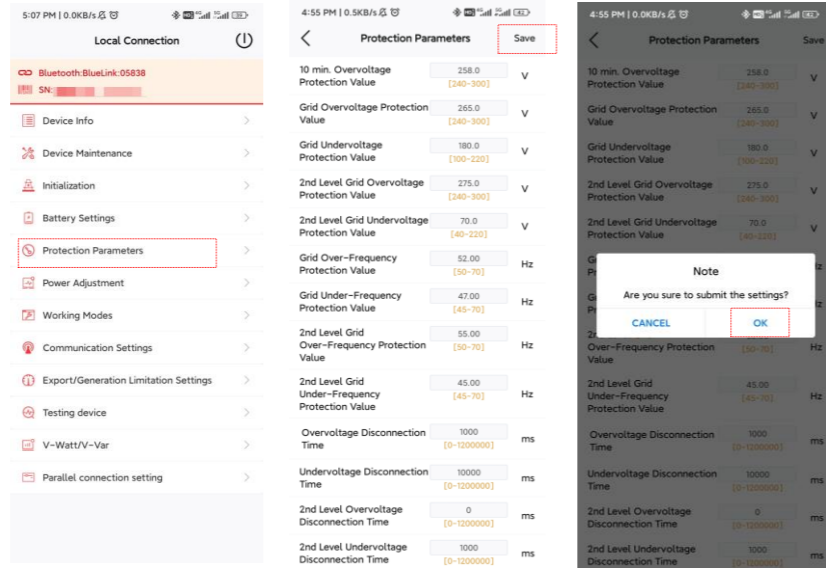 5:07 PM | 0.0KB/s
Local Connection
Bluetooth:BlueLink:05838
SN:
Device Info
Device Maintenance
Initialization
Battery Settings
Protection Parameters
Power Adjustment
Working Modes
Communication Settings
Export/Generation Limitation Settings
Testing device
V-Watt/V-Var
Parallel connection setting
4:55 PM | 0.5KB/s
Protection Parameters Save
10 min. Overvoltage 258.0
Protection Value [240-300] V
Grid Overvoltage Protection 265.0
Value [240-300] V
Grid Undervoltage 180.0
Protection Value [100-220] V
2nd Level Grid Overvoltage 275.0
Protection Value [240-300] V
2nd Level Grid Undervoltage 70.0
Protection Value [40-220] V
Grid Over-Frequency 52.00
Protection Value [50-70] Hz
Grid Under-Frequency 47.00
Protection Value [45-70] Hz
2nd Level Grid 55.00
Over-Frequency Protection [50-70] Hz
Value
2nd Level Grid 45.00
Under-Frequency [45-70] Hz
Protection Value
Overvoltage Disconnection 1000
Time [0-1200000] ms
Undervoltage Disconnection 10000
Time [0-1200000] ms
2nd Level Overvoltage 0
Disconnection Time [0-1200000] ms
2nd Level Undervoltage 1000
Disconnection Time [0-1200000] ms
4:55 PM | 0.0KB/s
Protection Parameters Save
10 min. Overvoltage 258.0
Protection Value [240-300] V
Grid Overvoltage Protection 265.0
Value [240-300] V
Grid Undervoltage 180.0
Protection Value [100-220] V
2nd Level Grid Overvoltage 275.0
Protection Value [240-300] V
2nd Level Grid Undervoltage 70.0
Protection Value [40-220] V
Note
Are you sure to submit the settings?
CANCEL OK
Over-Frequency Protection [50-70] Hz
Value
2nd Level Grid 45.00
Under-Frequency [45-70] Hz
Protection Value
Overvoltage Disconnection 1000
Time [0-1200000] ms
Undervoltage Disconnection 10000
Time [0-1200000] ms
2nd Level Overvoltage 0
Disconnection Time [0-1200000] ms
2nd Level Undervoltage 1000
Disconnection Time [0-1200000] ms